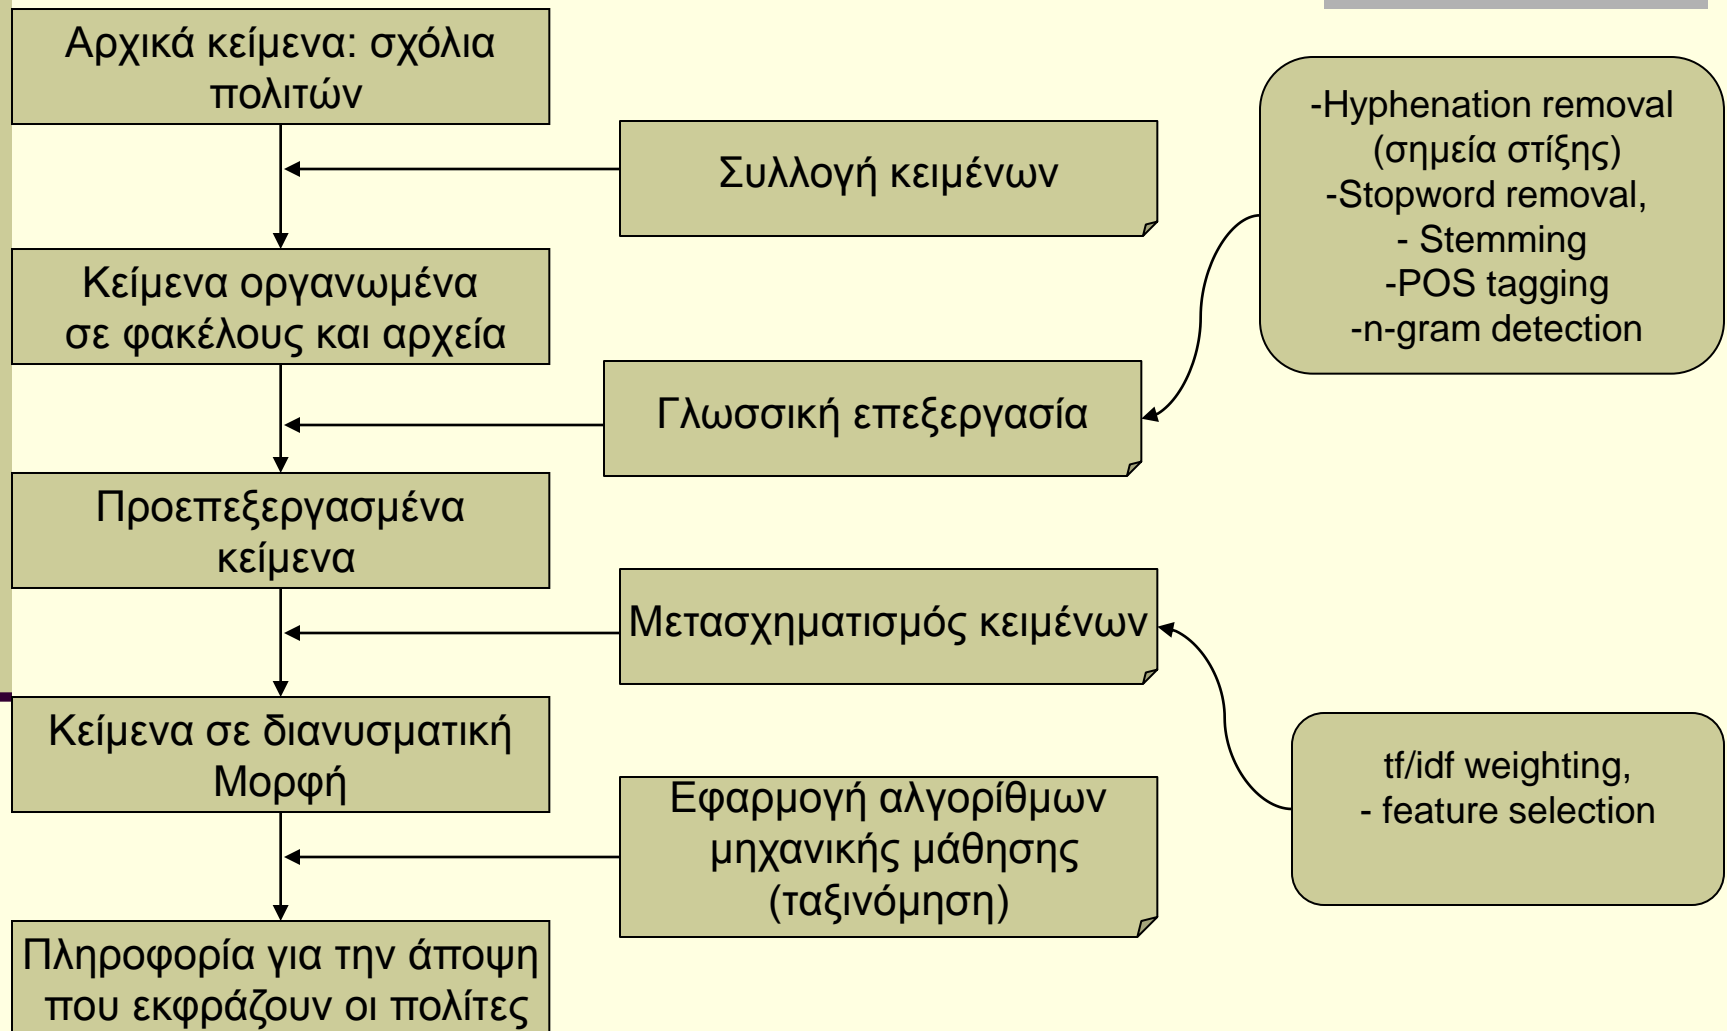 Αρχικά κείμενα: σχόλια
πολιτών
Συλλογή κειμένων
-Hyphenation removal
(σημεία στίξης)
-Stopword removal,
- Stemming
-POS tagging
-n-gram detection
Κείμενα οργανωμένα
σε φακέλους και αρχεία
Γλωσσική επεξεργασία
Προεπεξεργασμένα
κείμενα
Μετασχηματισμός κειμένων
Κείμενα σε διανυσματική
Μορφή
tf/idf weighting,
- feature selection
Εφαρμογή αλγορίθμων
μηχανικής μάθησης
(ταξινόμηση)
Πληροφορία για την άποψη
που εκφράζουν οι πολίτες